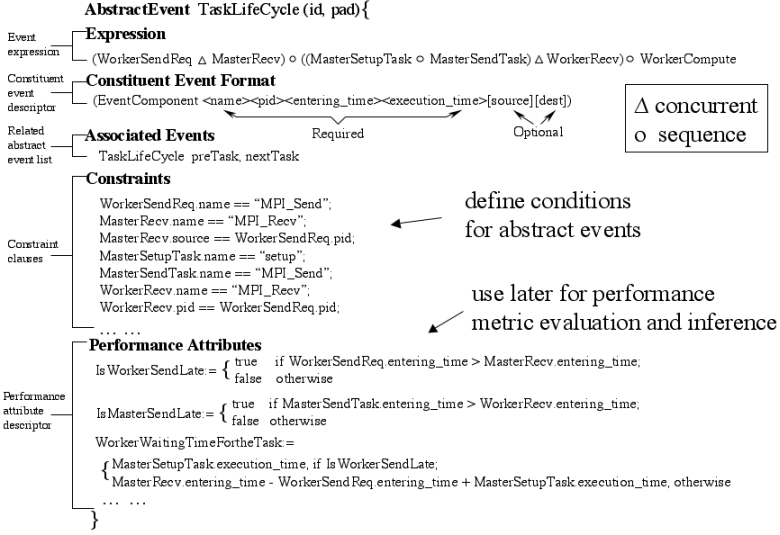 AbstractEvent TaskLifeCycle (id, pad){
Event
expression
Expression
(WorkerSendReq Δ MasterRecv) o ((MasterSetupTask o MasterSendTask) Δ WorkerRecv) o WorkerCompute
Constituent
event
descriptor
Constituent Event Format
(EventComponent <name><pid><entering_time><execution_time>[source][dest])
Required
Optional
Δ concurrent
o sequence
Related
abstract
event list
Associated Events
TaskLifeCycle preTask, nextTask
Constraints
Constraint
clauses
WorkerSendReq.name == “MPI_Send”;
MasterRecv.name == “MPI_Recv”;
MasterRecv.source == WorkerSendReq.pid;
MasterSetupTask.name == “setup”;
MasterSendTask.name == “MPI_Send”;
WorkerRecv.name == “MPI_Recv”;
WorkerRecv.pid == WorkerSendReq.pid;
… …
define conditions
for abstract events
use later for performance
metric evaluation and inference
Performance
attribute
descriptor
Performance Attributes
IsWorkerSendLate:= { true if WorkerSendReq.entering_time > MasterRecv.entering_time;
false otherwise
IsMasterSendLate:= { true if MasterSendTask.entering_time > WorkerRecv.entering_time;
false otherwise
WorkerWaitingTimeFortheTask:=
{ MasterSetupTask.execution_time, if IsWorkerSendLate;
MasterRecv.entering_time - WorkerSendReq.entering_time + MasterSetupTask.execution_time, otherwise
… …
}